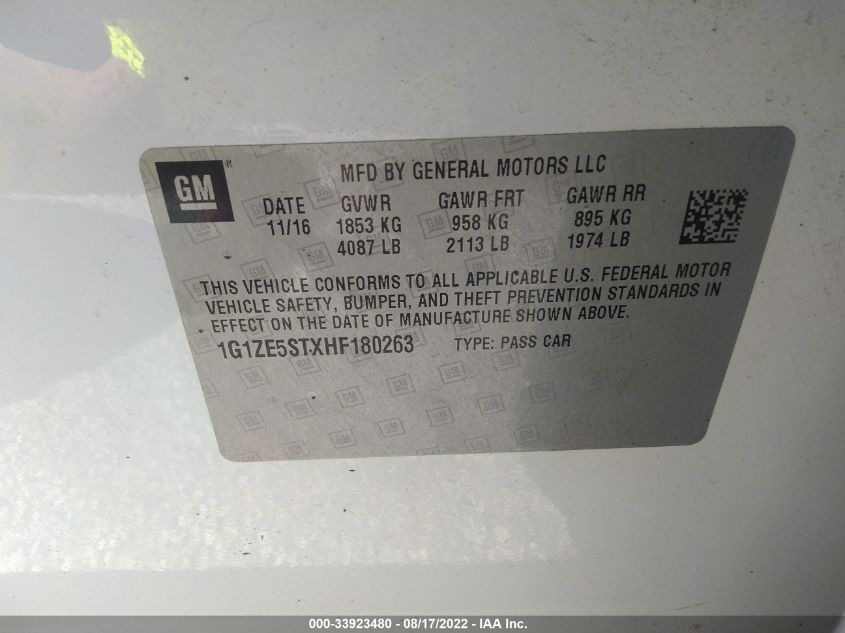 GM ®
MFD BY GENERAL MOTORS LLC
DATE GVWR GAWR FRT GAWR RR
11/16 1853 KG 958 KG 895 KG
4087 LB 2113 LB 1974 LB
THIS VEHICLE CONFORMS TO ALL APPLICABLE U.S. FEDERAL MOTOR
VEHICLE SAFETY, BUMPER, AND THEFT PREVENTION STANDARDS IN
EFFECT ON THE DATE OF MANUFACTURE SHOWN ABOVE.
1G1ZE5STXHF180263 TYPE: PASS CAR
000-33923480 - 08/17/2022 - IAA Inc.